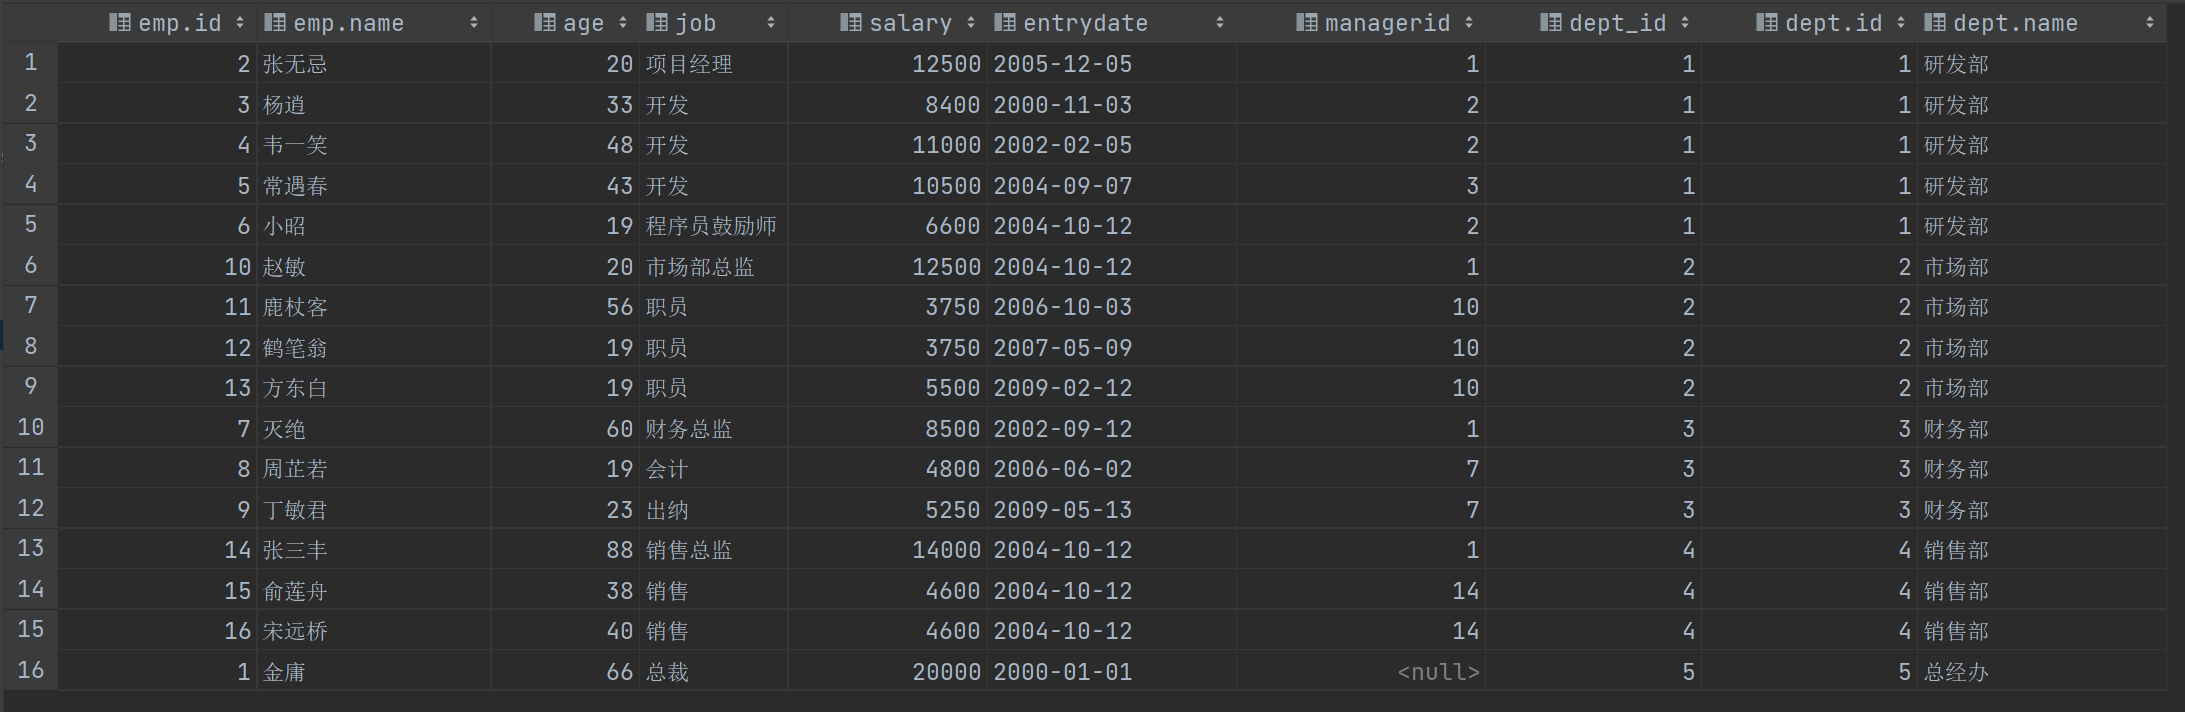 emp.id emp.name age job salary entrydate managerid dept_id dept.id dept.name
1 2 张无忌 20 项目经理 12500 2005-12-05 1 1 1 研发部
2 3 杨逍 33 开发 8400 2000-11-03 2 1 1 研发部
3 4 韦一笑 48 开发 11000 2002-02-05 2 1 1 研发部
4 5 常遇春 43 开发 10500 2004-09-07 3 1 1 研发部
5 6 小昭 19 程序员鼓励师 6600 2004-10-12 2 1 1 研发部
6 10 赵敏 20 市场部总监 12500 2004-10-12 1 2 2 市场部
7 11 鹿杖客 56 职员 3750 2006-10-03 10 2 2 市场部
8 12 鹤笔翁 19 职员 3750 2007-05-09 10 2 2 市场部
9 13 方东白 19 职员 5500 2009-02-12 10 2 2 市场部
10 7 灭绝 60 财务总监 8500 2002-09-12 1 3 3 财务部
11 8 周芷若 19 会计 4800 2006-06-02 7 3 3 财务部
12 9 丁敏君 23 出纳 5250 2009-05-13 7 3 3 财务部
13 14 张三丰 88 销售总监 14000 2004-10-12 1 4 4 销售部
14 15 俞莲舟 38 销售 4600 2004-10-12 14 4 4 销售部
15 16 宋远桥 40 销售 4600 2004-10-12 14 4 4 销售部
16 1 金庸 66 总裁 20000 2000-01-01 <null> 5 5 总经办